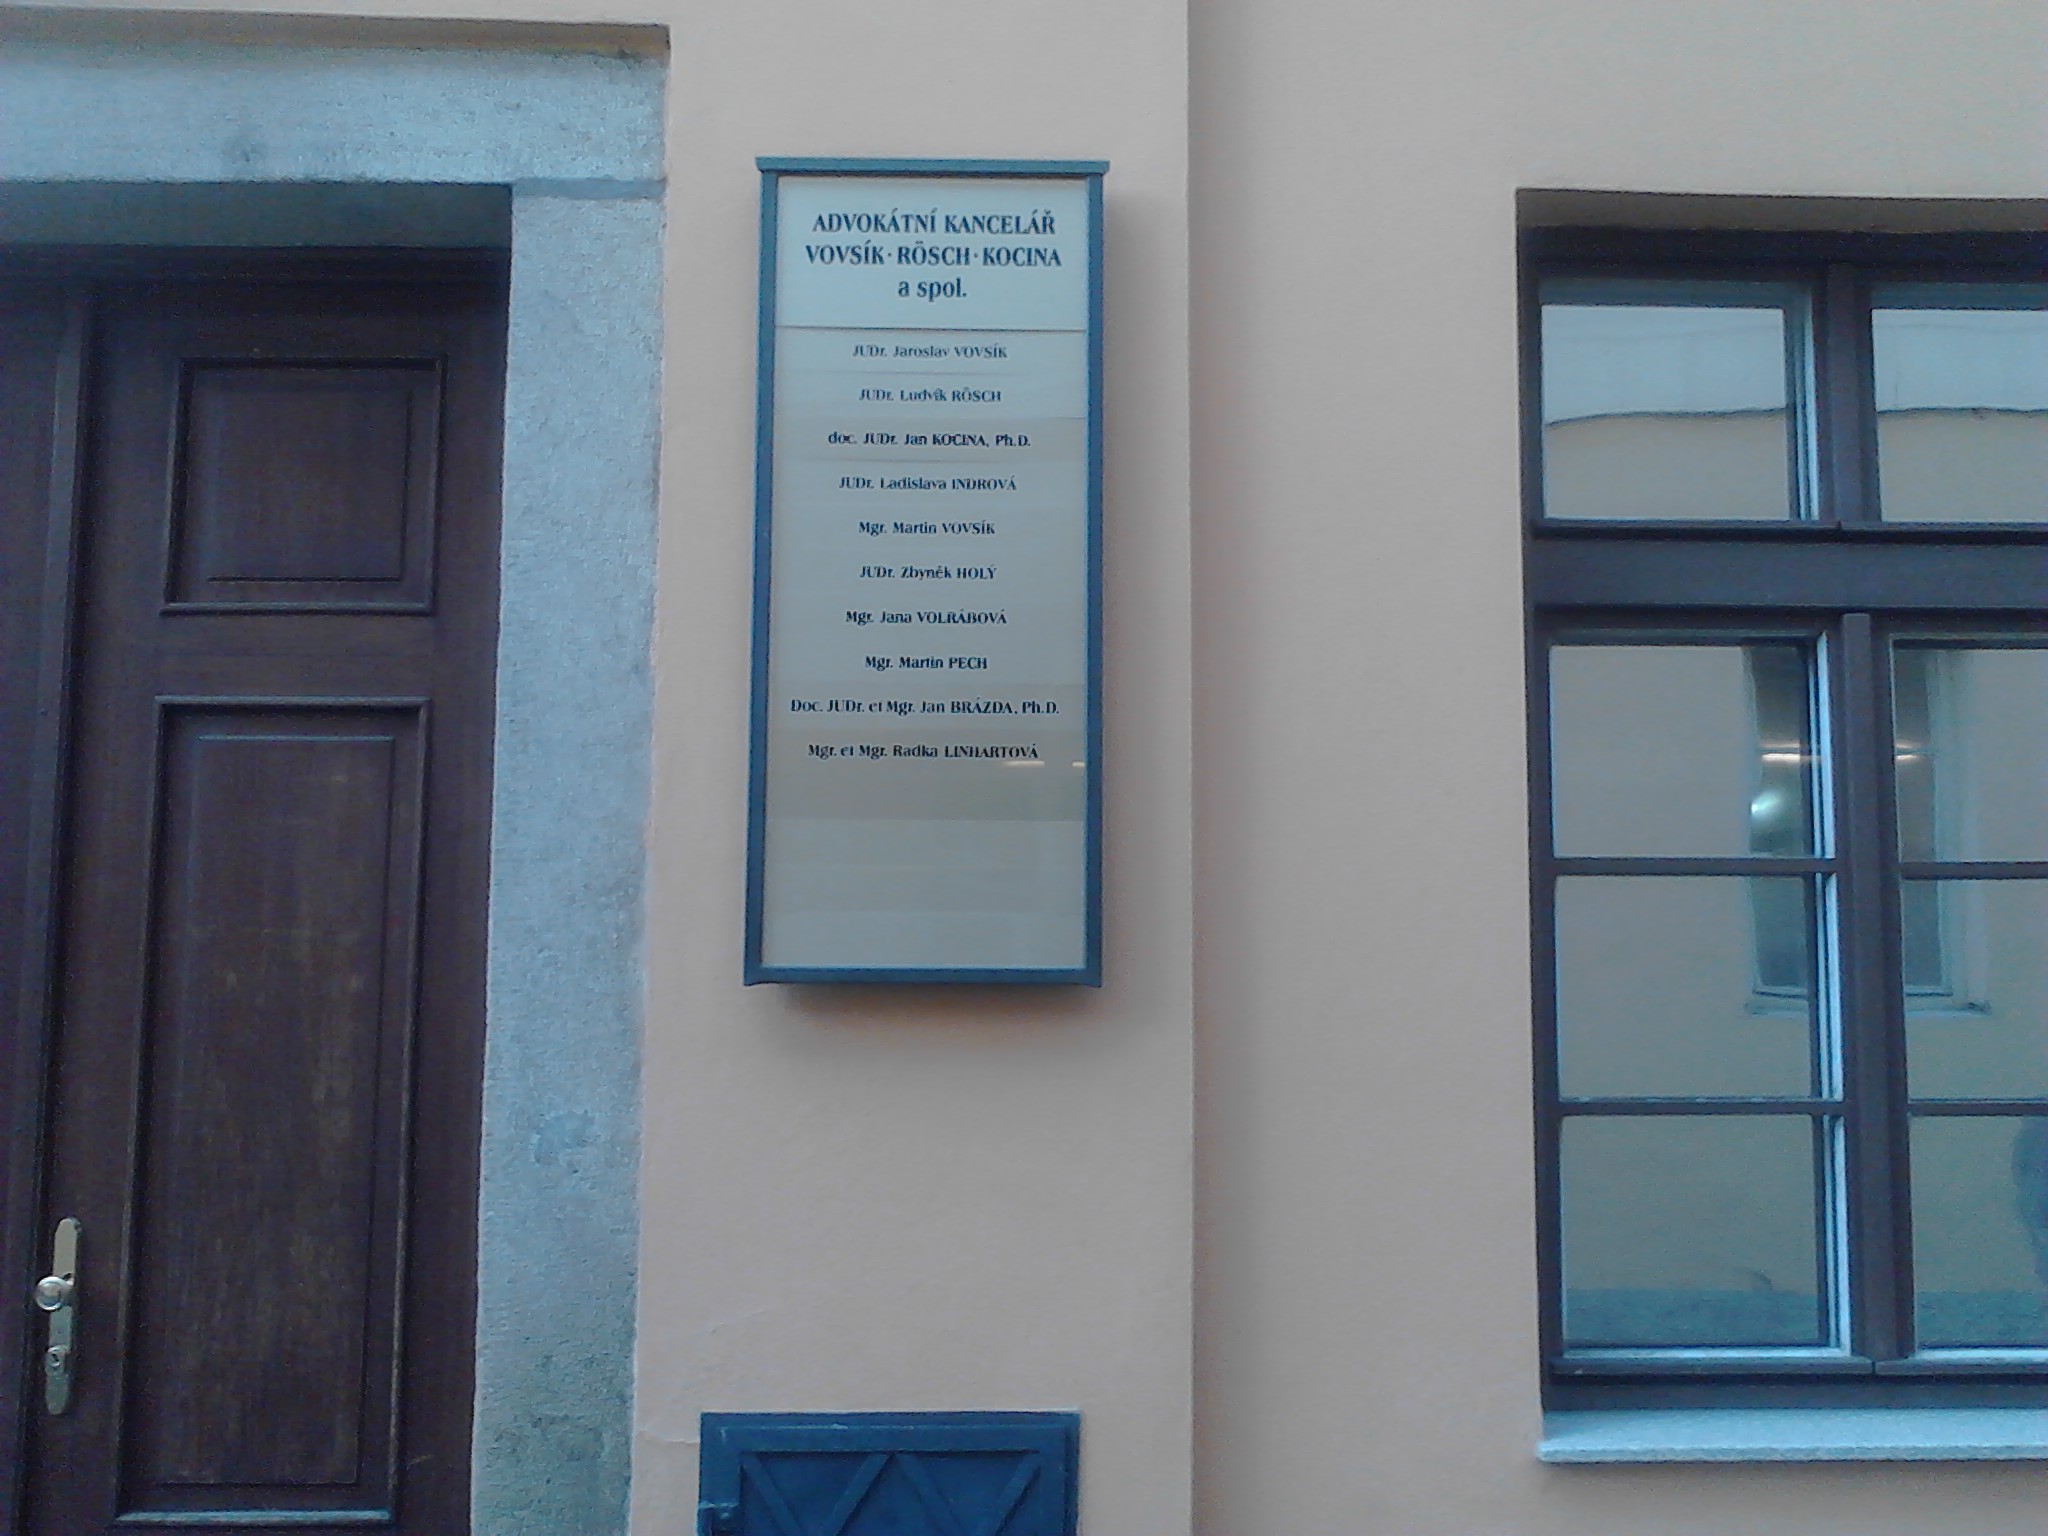 ADVOKÁTNÍ KANCELÁŘ
VOVSÍK · RÖSCH · KOCINA
a spol.
JUDr. Jaroslav VOVSÍK
JUDr. Ludvík RÖSCH
doc. JUDr. Jan KOCINA, Ph.D.
JUDr. Ladislava INDROVÁ
Mgr. Martin VOVSÍK
JUDr. Zbyněk HOLÝ
Mgr. Jana VOLRÁBOVÁ
Mgr. Martin PECH
Doc. JUDr. et Mgr. Jan BRÁZDA, Ph.D.
Mgr. et Mgr. Radka LINHARTOVÁ